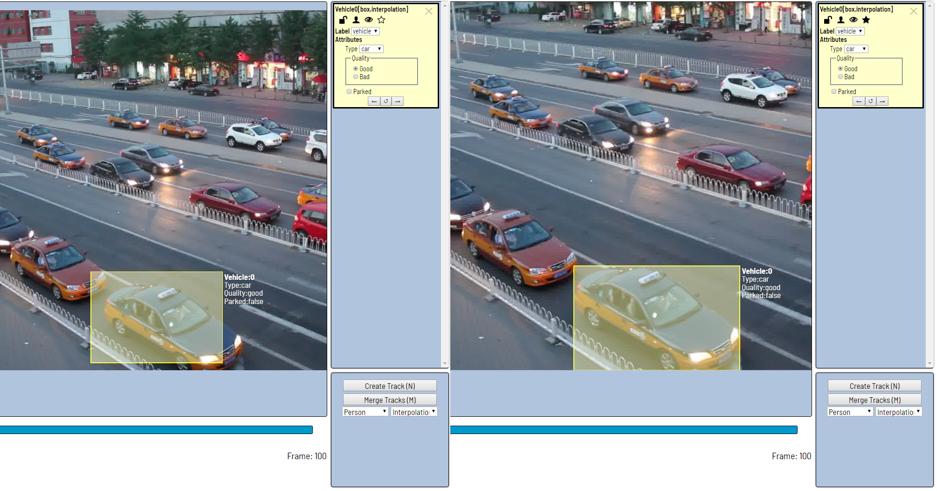 Vehicle0[box.interpolation]
Label vehicle
Attributes
Type car
Quality
Good
Bad
Parked
Vehicle:0
Type:car
Quality:good
Parked:false
Create Track (N)
Merge Tracks (M)
Person Interpolatio
Frame: 100
Vehicle0[box.interpolation]
Label vehicle
Attributes
Type car
Quality
Good
Bad
Parked
Vehicle:0
Type:car
Quality:good
Parked:false
Create Track (N)
Merge Tracks (M)
Person Interpolatio
Frame: 100